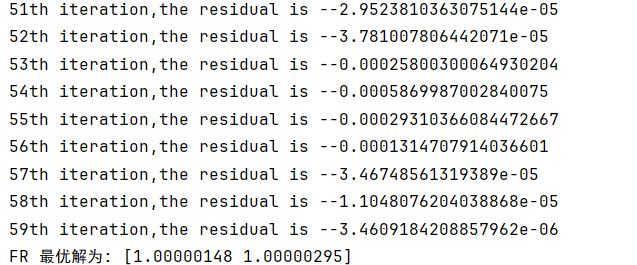 51th iteration,the residual is --2.9523810363075144e-05
52th iteration,the residual is --3.781007806442071e-05
53th iteration,the residual is --0.00025800300064930204
54th iteration,the residual is --0.0005869987002840075
55th iteration,the residual is --0.00029310366084472667
56th iteration,the residual is --0.0001314707914036601
57th iteration,the residual is --3.46748561319389e-05
58th iteration,the residual is --1.1048076204038868e-05
59th iteration,the residual is --3.4609184208857962e-06
FR 最优解为: [1.00000148 1.00000295]